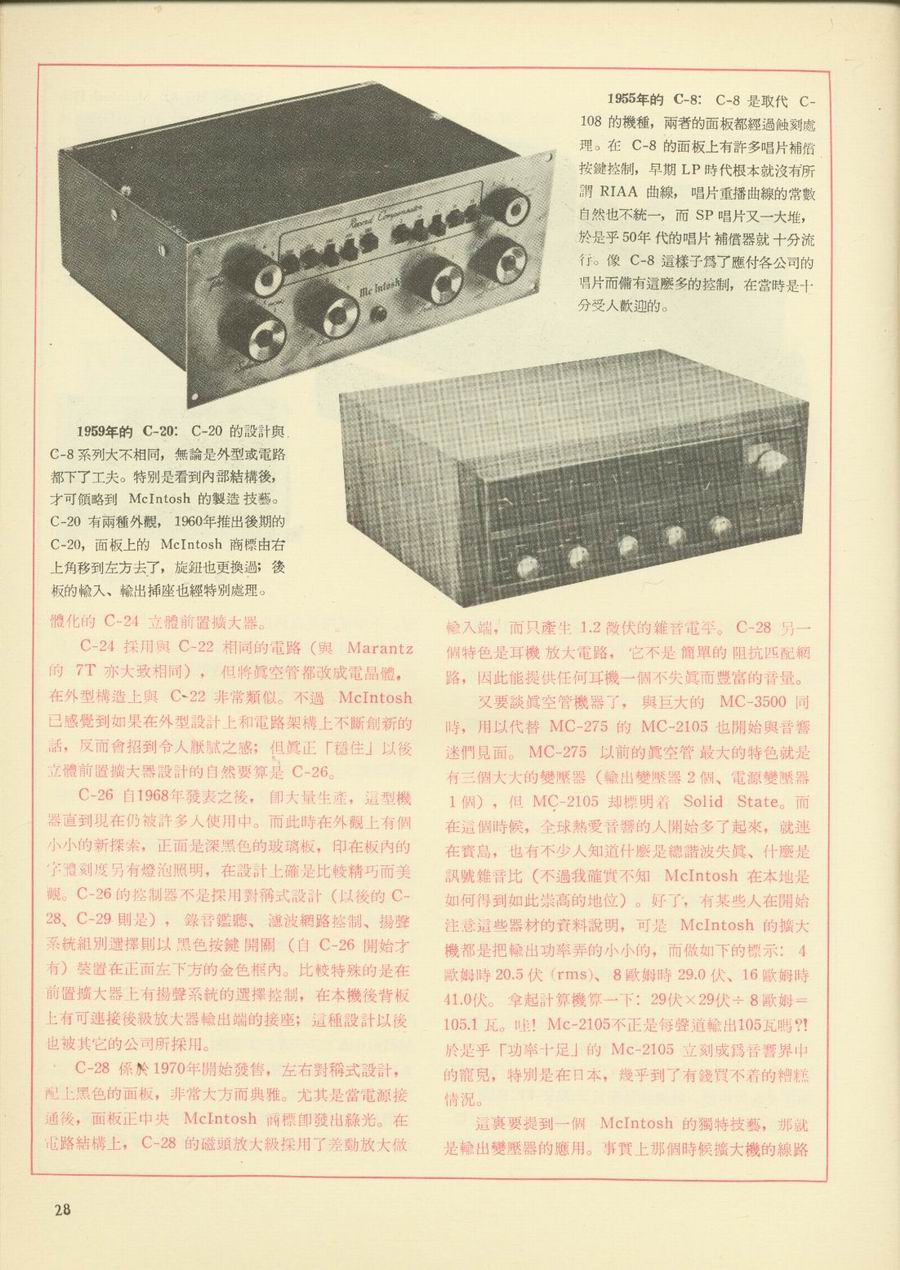 1955年的 C-8： C-8 是取代 C-
108 的機種，兩者的面板都經過蝕刻處
理。在 C-8 的面板上有許多唱片補償
按鍵控制，早期 LP 時代根本就沒有所
謂 RIAA 曲線， 唱片重播曲線的常數
自然也不統一，而 SP 唱片又一大堆，
於是乎 50年 代的唱片 補償器就 十分流
行。像 C-8 這樣子爲了應付各公司的
唱片而備有這麽多的控制，在當時是十
分受人歡迎的。
Record Compensator
McIntosh
1959年的 C-20： C-20 的設計與
C-8 系列大不相同，無論是外型或電路
都下了工夫。特別是看到內部結構後，
才可領略到 McIntosh 的製造 技藝。
C-20 有兩種外觀， 1960年推出後期的
C-20，面板上的 McIntosh 商標由右
上角移到左方去了，旋鈕也更換過；後
板的輸入、輸出揷座也經特別處理。
體化的 C-24 立體前置擴大器。
C-24 採用與 C-22 相同的電路（與 Marantz
的 7T 亦大致相同）， 但將眞空管都改成電晶體，
在外型構造上與 C-22 非常類似。不過 McIntosh
已感覺到如果在外型設計上和電路架構上不斷創新的
話，反而會招到令人厭膩之感；但眞正「穩住」以後
立體前置擴大器設計的自然要算是 C-26。
C-26 自1968年發表之後， 卽大量生產，這型機
器直到現在仍被許多人使用中。而此時在外觀上有個
小小的新探索，正面是深黑色的玻璃板，印在板內的
字體刻度另有燈泡照明，在設計上確是比較精巧而美
觀。C-26 的控制器不是採用對稱式設計（以後的 C-
28、C-29 則是）， 錄音鑑聽、濾波網路控制、揚聲
系統組別選擇則以 黑色按鍵 開關 （自 C-26 開始才
有）裝置在正面左下方的金色框內。比較特殊的是在
前置擴大器上有揚聲系統的選擇控制，在本機後背板
上有可連接後級放大器輸出端的接座；這種設計以後
也被其它的公司所採用。
C-28 係於1970年開始發售，左右對稱式設計，
配上黑色的面板，非常大方而典雅。尤其是當電源接
通後，面板正中央 McIntosh 商標卽發出綠光。在
電路結構上， C-28 的磁頭放大級採用了差動放大做
輸入端，而只產生 1.2 微伏的雜音電平。C-28 另一
個特色是耳機 放大電路， 它不是 簡單的 阻抗匹配網
路，因此能提供任何耳機一個不失眞而豐富的音量。
又要談眞空管機器了， 與巨大的 MC-3500 同
時，用以代替 MC-275 的 MC-2105 也開始與音響
迷們見面。 MC-275 以前的眞空管 最大的特色就是
有三個大大的變壓器（輸出變壓器 2 個、電源變壓器
1 個），但 MC-2105 却標明着 Solid State。而
在這個時候，全球熱愛音響的人開始多了起來，就連
在寶島，也有不少人知道什麽是總諧波失眞、什麽是
訊號雜音比（不過我確實不知 McIntosh 在本地是
如何得到如此崇高的地位）。好了，有某些人在開始
注意這些器材的資料說明，可是 McIntosh 的擴大
機都是把輸出功率弄的小小的，而做如下的標示： 4
歐姆時 20.5 伏（rms）、 8 歐姆時 29.0 伏、16 歐姆時
41.0伏。 拿起計算機算一下：29伏×29伏÷ 8 歐姆＝
105.1 瓦。哇！Mc-2105不正是每聲道輸出105瓦嗎?!
於是乎「功率十足」的 Mc-2105 立刻成爲音響界中
的寵兒，特別是在日本，幾乎到了有錢買不着的糟糕
情況。
這裏要提到一個 McIntosh 的獨特技藝，那就
是輸出變壓器的應用。事實上那個時候擴大機的線路
28